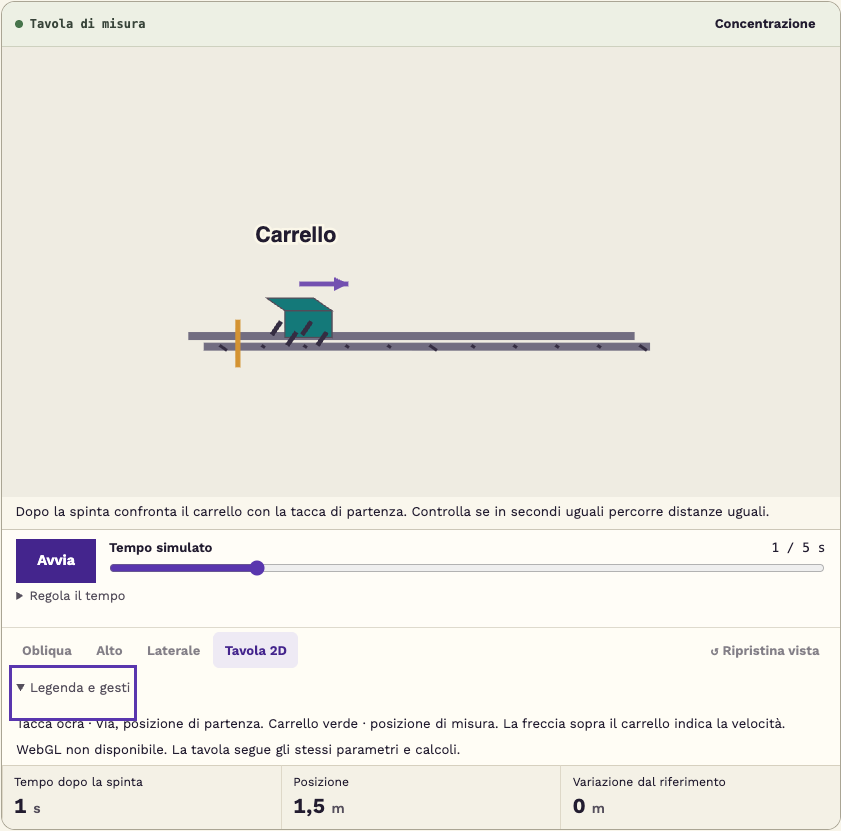 Tavola di misura
Concentrazione
Carrello
Dopo la spinta confronta il carrello con la tacca di partenza. Controlla se in secondi uguali percorre distanze uguali.
Avvia
Tempo simulato
1 / 5 s
▶ Regola il tempo
Obliqua Alto Laterale Tavola 2D
↺ Ripristina vista
▼ Legenda e gesti
Tacca ocra · via, posizione di partenza. Carrello verde · posizione di misura. La freccia sopra il carrello indica la velocità.
WebGL non disponibile. La tavola segue gli stessi parametri e calcoli.
Tempo dopo la spinta
1 s
Posizione
1,5 m
Variazione dal riferimento
0 m